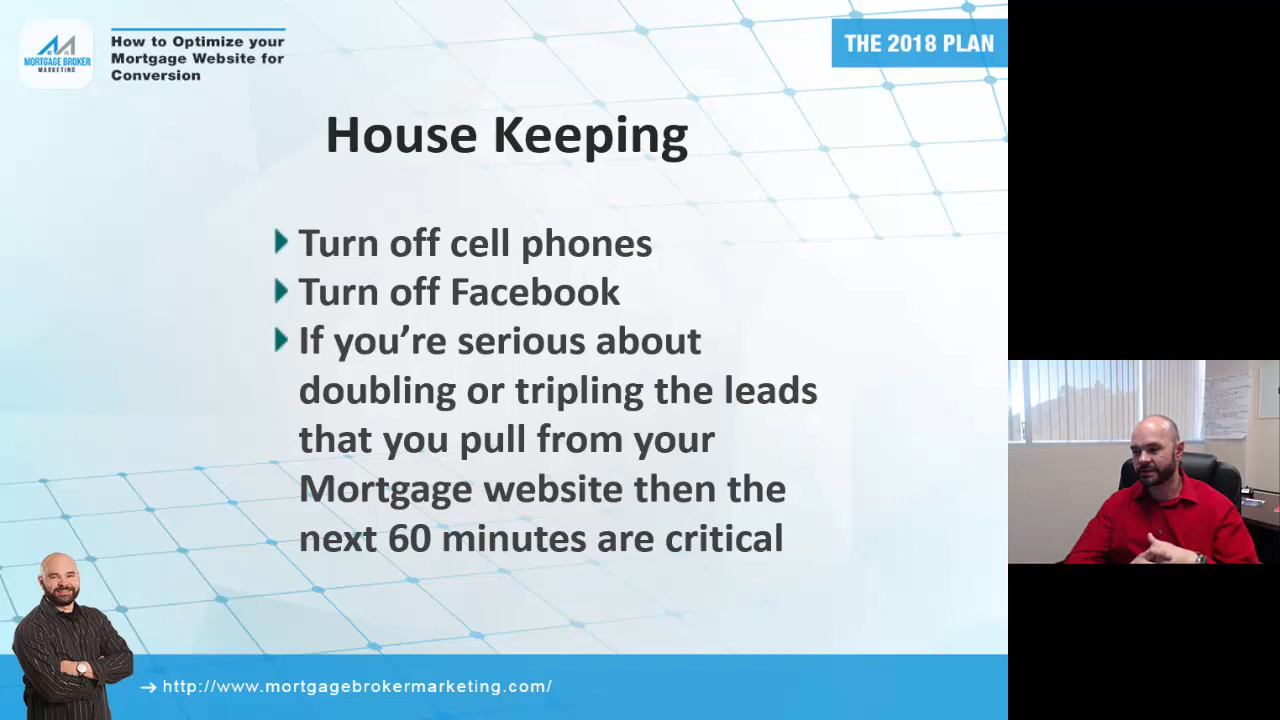 MORTGAGE BROKER
MARKETING
How to Optimize your
Mortgage Website for
Conversion
THE 2018 PLAN
House Keeping
Turn off cell phones
Turn off Facebook
If you’re serious about
doubling or tripling the leads
that you pull from your
Mortgage website then the
next 60 minutes are critical
http://www.mortgagebrokermarketing.com/